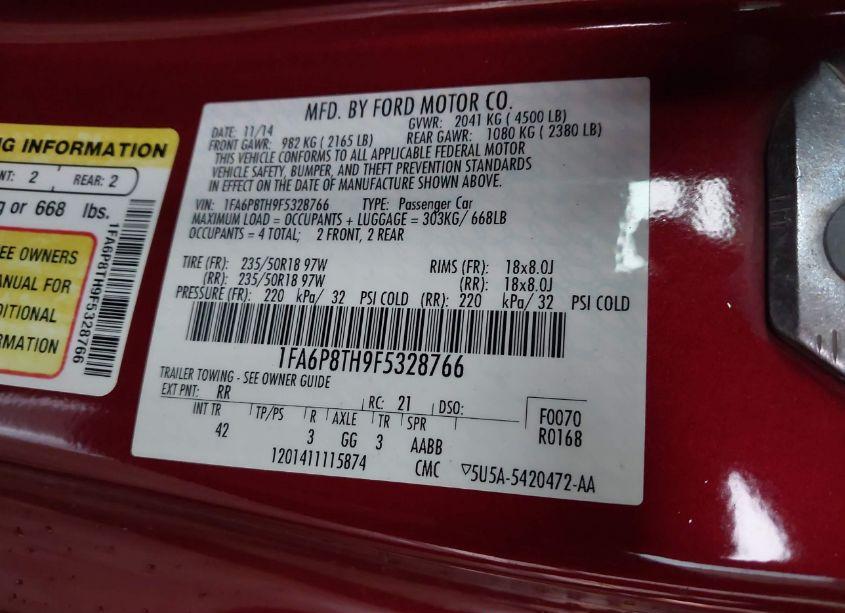 NG INFORMATION
NT: 2 REAR: 2
g or 668 lbs.
EE OWNERS
ANUAL FOR
DITIONAL
ORMATION
1FA6P8TH9F5328766
MFD. BY FORD MOTOR CO.
DATE: 11/14 GVWR: 2041 KG ( 4500 LB)
FRONT GAWR: 982 KG ( 2165 LB) REAR GAWR: 1080 KG ( 2380 LB)
THIS VEHICLE CONFORMS TO ALL APPLICABLE FEDERAL MOTOR
VEHICLE SAFETY, BUMPER, AND THEFT PREVENTION STANDARDS
IN EFFECT ON THE DATE OF MANUFACTURE SHOWN ABOVE.
VIN: 1FA6P8TH9F5328766 TYPE: Passenger Car
MAXIMUM LOAD = OCCUPANTS + LUGGAGE = 303KG/ 668LB
OCCUPANTS = 4 TOTAL; 2 FRONT, 2 REAR
TIRE (FR): 235/50R18 97W RIMS (FR): 18x8.0J
(RR): 235/50R18 97W (RR): 18x8.0J
PRESSURE (FR): 220 kPa/ 32 PSI COLD (RR): 220 kPa/ 32 PSI COLD
1FA6P8TH9F5328766
TRAILER TOWING - SEE OWNER GUIDE
EXT PNT: RR RC: 21 DSO: F0070
INT TR TP/PS R AXLE TR SPR R0168
42 3 GG 3 AABB
1201411115874 CMC ▽5U5A-5420472-AA